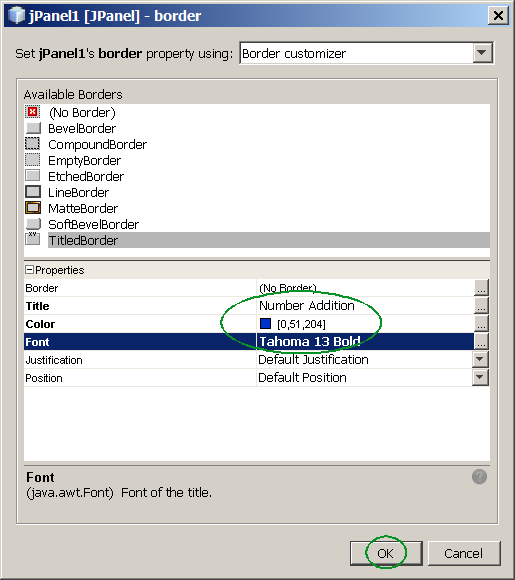 jPanel1 [JPanel] - border
Set jPanel1's border property using: Border customizer
Available Borders
(No Border)
BevelBorder
CompoundBorder
EmptyBorder
EtchedBorder
LineBorder
MatteBorder
SoftBevelBorder
XY TitledBorder
Properties
Border (No Border) ...
Title Number Addition ...
Color [0,51,204] ...
Font Tahoma 13 Bold ...
Justification Default Justification
Position Default Position
Font ?
(java.awt.Font) Font of the title.
OK Cancel